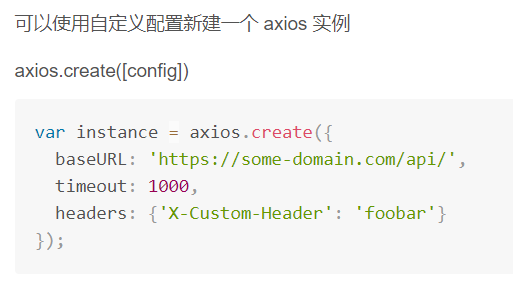 可以使用自定义配置新建一个 axios 实例
axios.create([config])
var instance = axios.create({
  baseURL: 'https://some-domain.com/api/',
  timeout: 1000,
  headers: {'X-Custom-Header': 'foobar'}
});